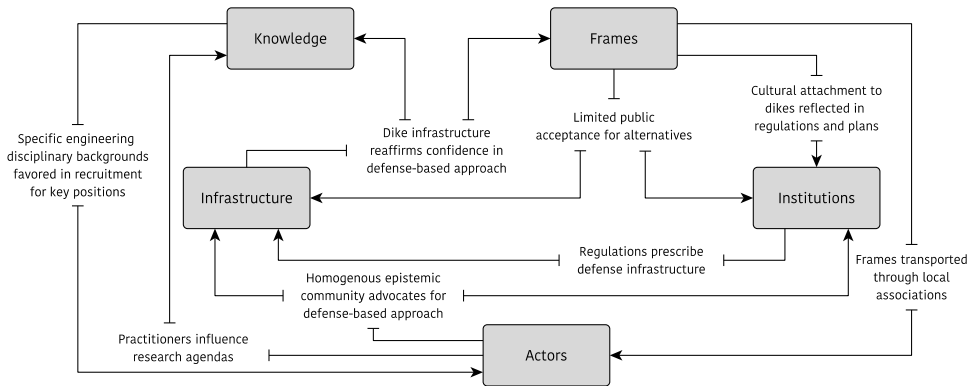 Knowledge
Frames
Cultural attachment to
dikes reflected in
regulations and plans
Limited public
acceptance for alternatives
Dike infrastructure
reaffirms confidence in
defense-based approach
Specific engineering
disciplinary backgrounds
favored in recruitment
for key positions
Infrastructure
Institutions
Regulations prescribe
defense infrastructure
Frames transported
through local
associations
Homogenous epistemic
community advocates for
defense-based approach
Practitioners influence
research agendas
Actors